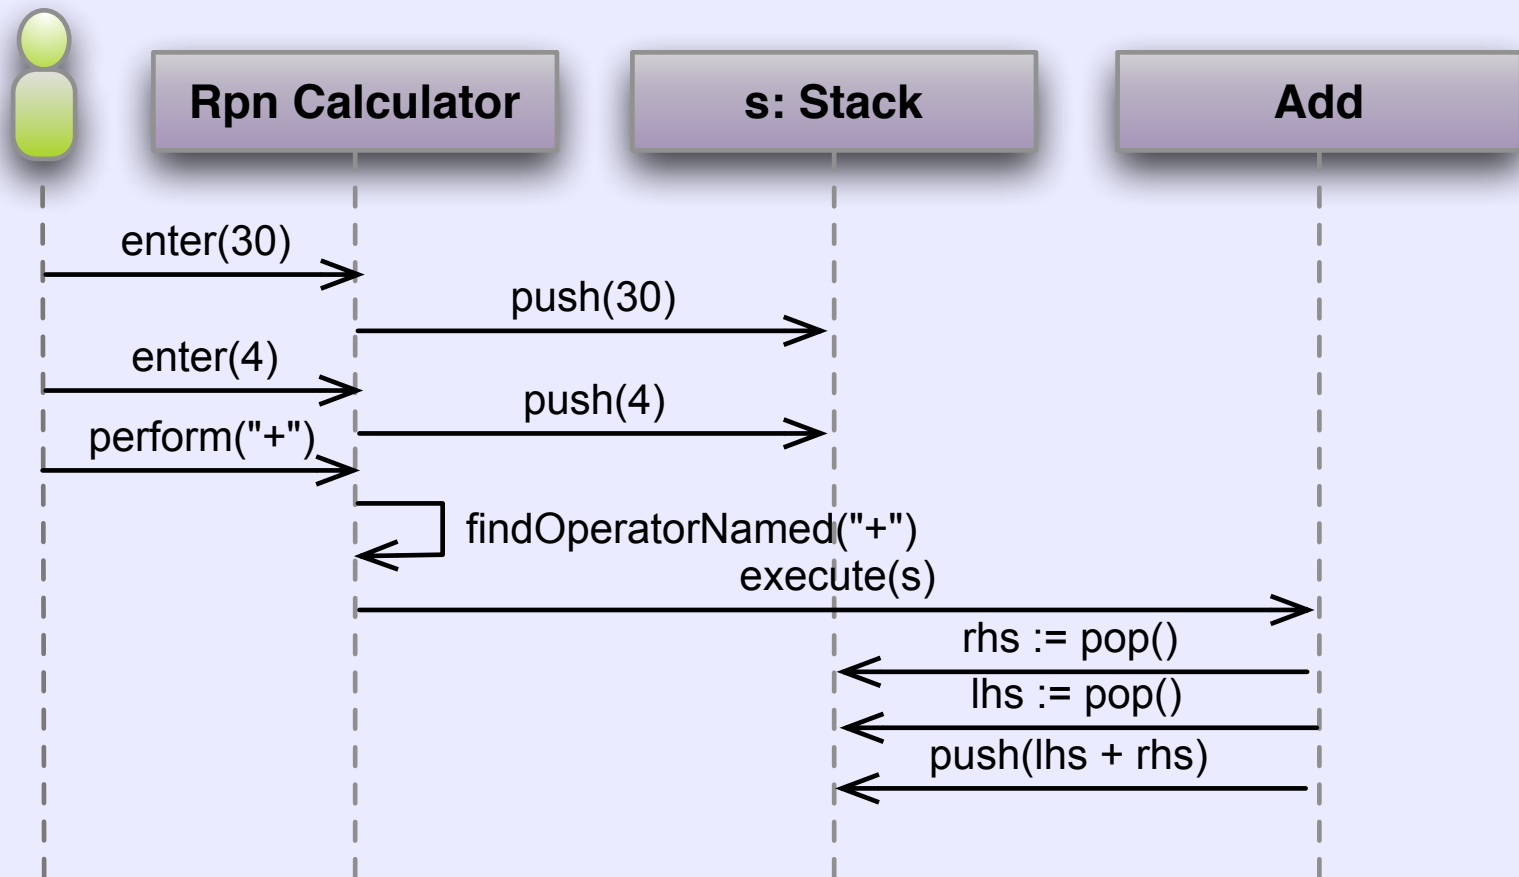 Rpn Calculator
s: Stack
Add
enter(30)
push(30)
enter(4)
push(4)
perform("+")
findOperatorNamed("+")
execute(s)
rhs := pop()
lhs := pop()
push(lhs + rhs)